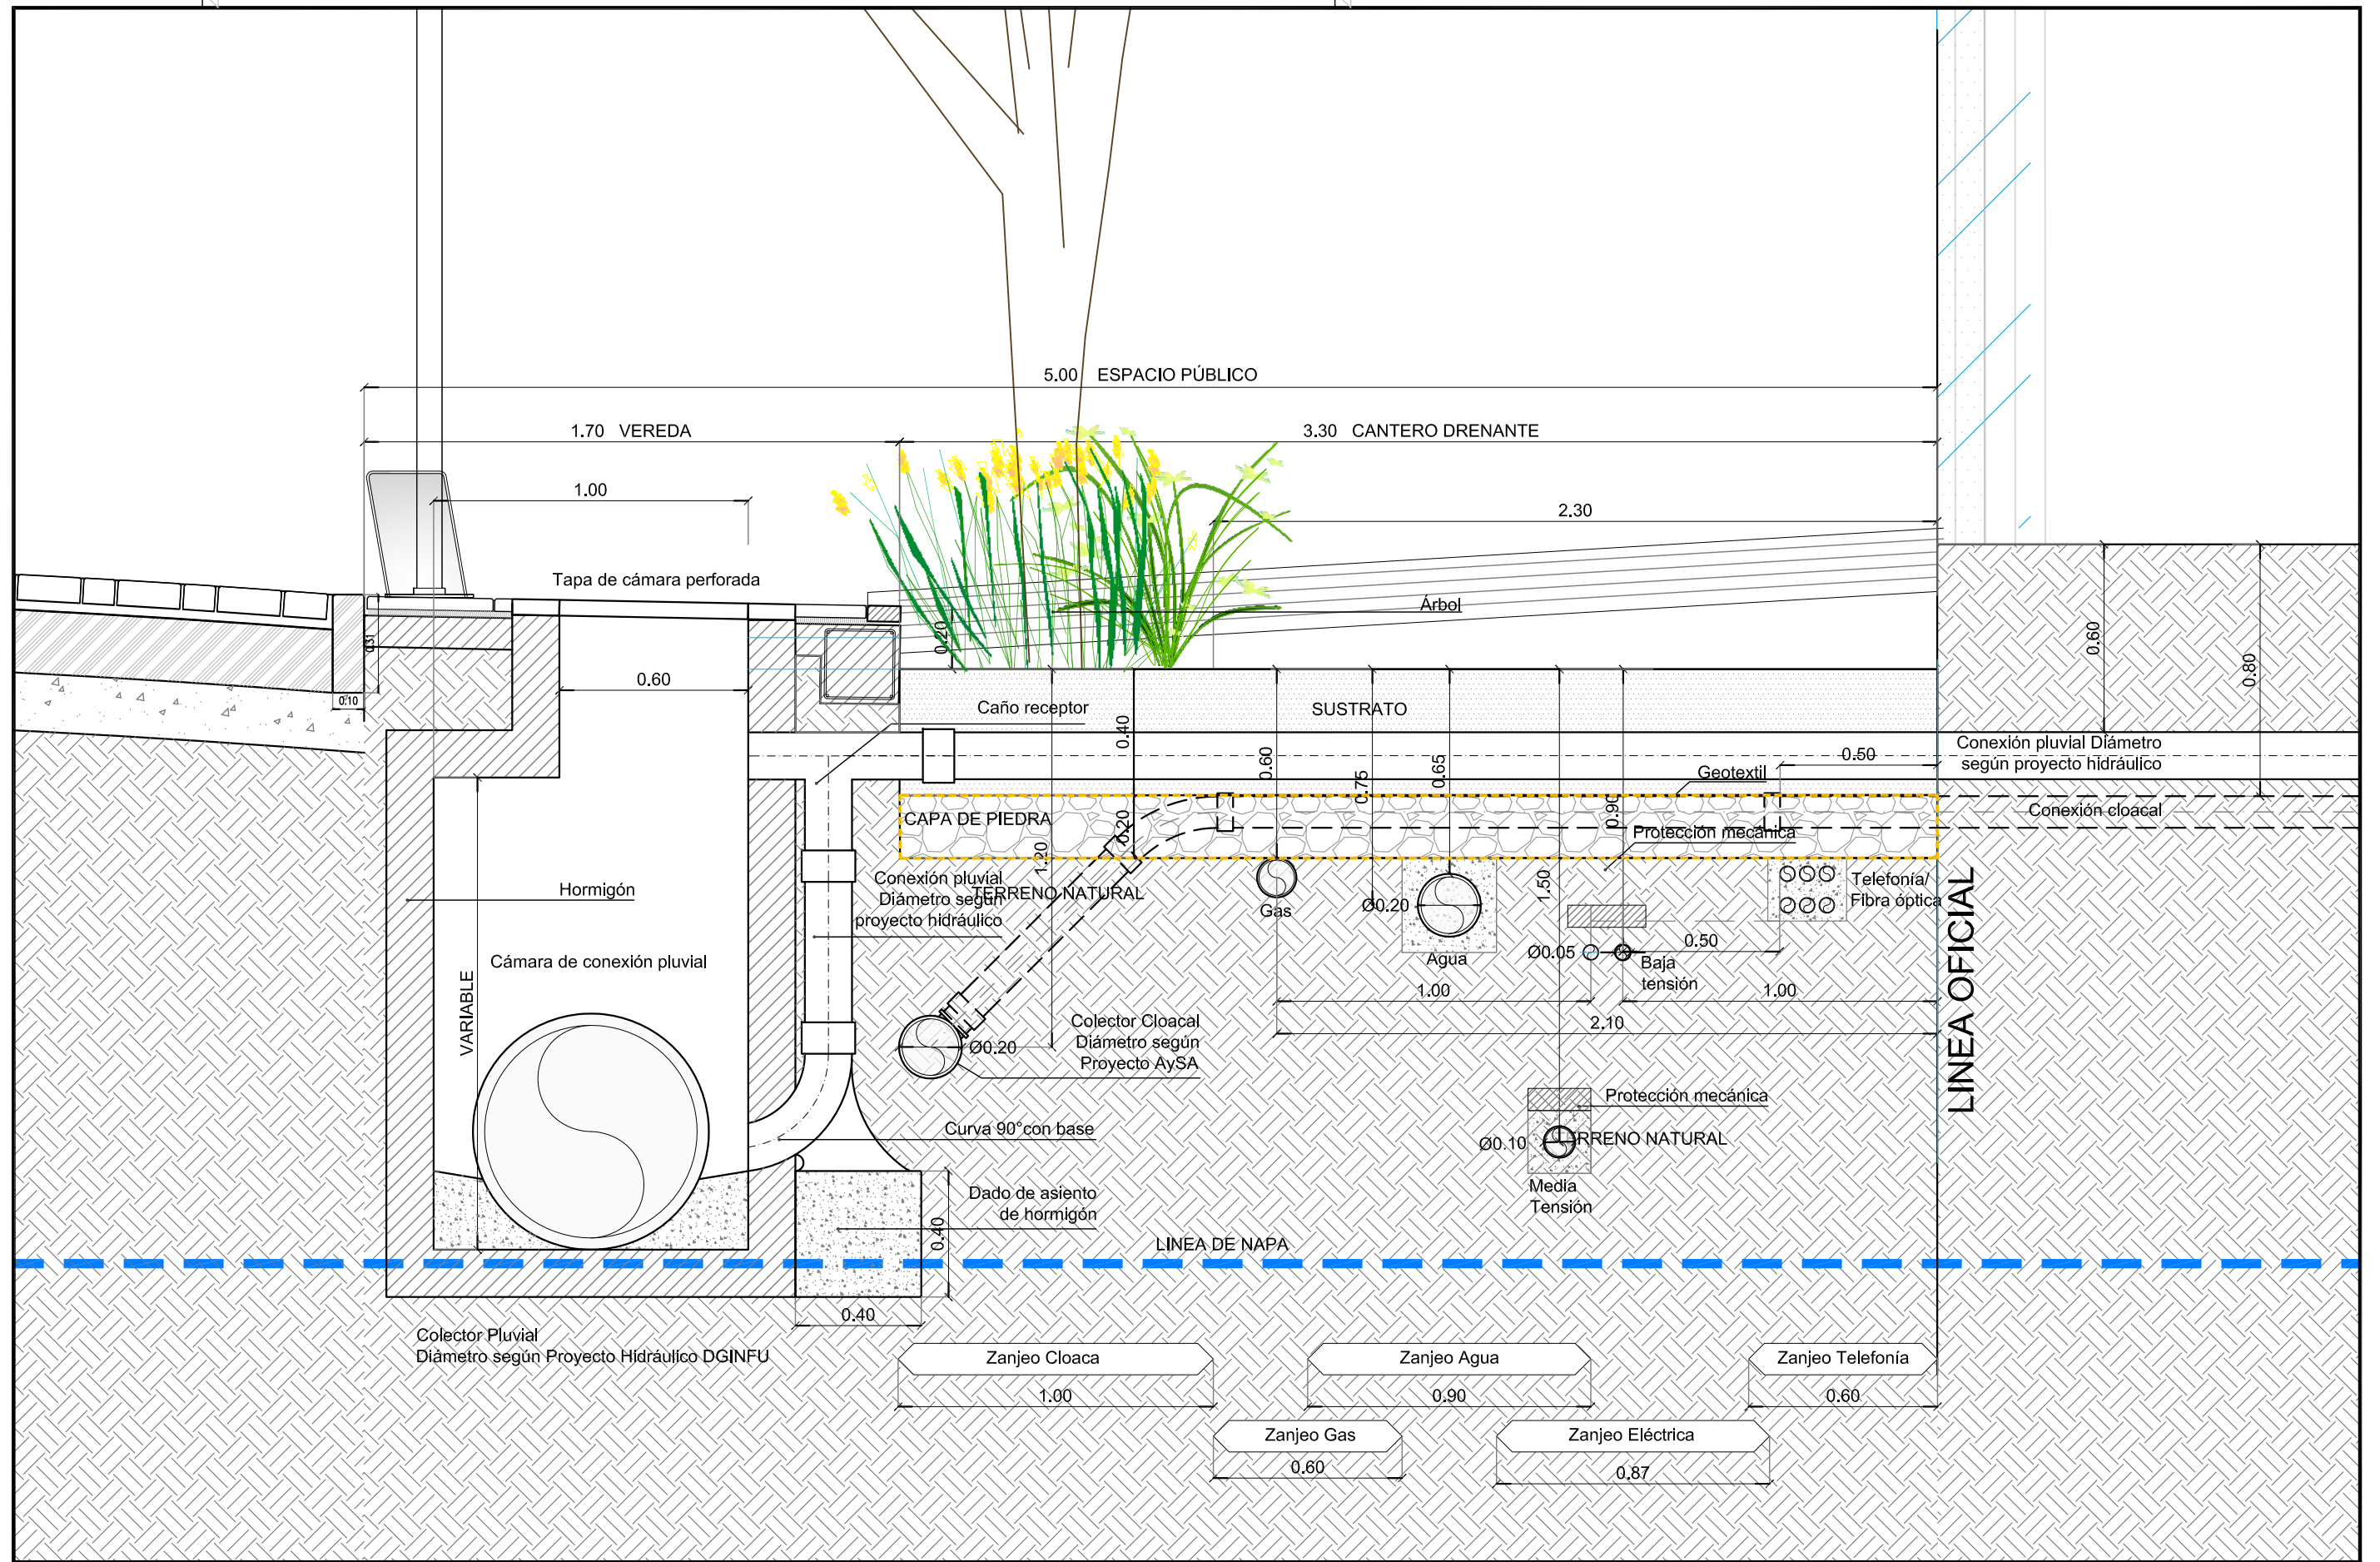 5.00 ESPACIO PÚBLICO
1.70 VEREDA
3.30 CANTERO DRENANTE
1.00
2.30
Tapa de cámara perforada
Árbol
0.20
0.31
0.10
0.60
0.60
0.80
Caño receptor
SUSTRATO
0.40
0.60
0.75
0.65
0.90
0.50
Conexión pluvial Diámetro
según proyecto hidráulico
Geotextil
Conexión cloacal
CAPA DE PIEDRA
0.20
1.20
Protección mecánica
1.50
Hormigón
Conexión pluvial
Diámetro según
proyecto hidráulico
TERRENO NATURAL
Gas
Ø0.20
Agua
Telefonía/
Fibra óptica
Ø0.05
0.50
Baja
tensión
Cámara de conexión pluvial
VARIABLE
1.00
1.00
2.10
LINEA OFICIAL
Colector Cloacal
Diámetro según
Proyecto AySA
Ø0.20
Protección mecánica
Curva 90°con base
Ø0.10
RRENO NATURAL
Media
Tensión
Dado de asiento
de hormigón
0.40
LINEA DE NAPA
0.40
Colector Pluvial
Diámetro según Proyecto Hidráulico DGINFU
Zanjeo Cloaca
1.00
Zanjeo Agua
0.90
Zanjeo Telefonía
0.60
Zanjeo Gas
0.60
Zanjeo Eléctrica
0.87